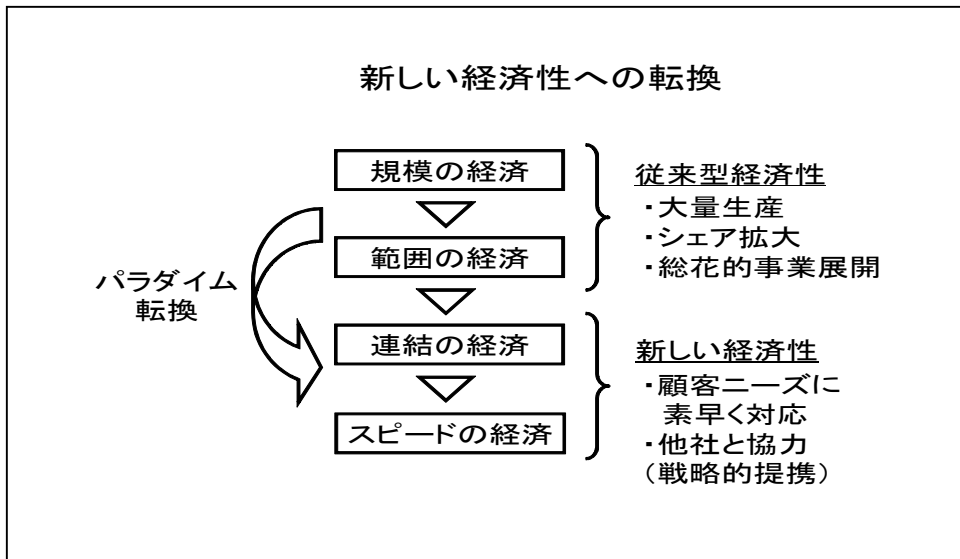 新しい経済性への転換
規模の経済
範囲の経済
連結の経済
スピードの経済
パラダイム
転換
従来型経済性
・大量生産
・シェア拡大
・総花的事業展開
新しい経済性
・顧客ニーズに
素早く対応
・他社と協力
(戦略的提携)